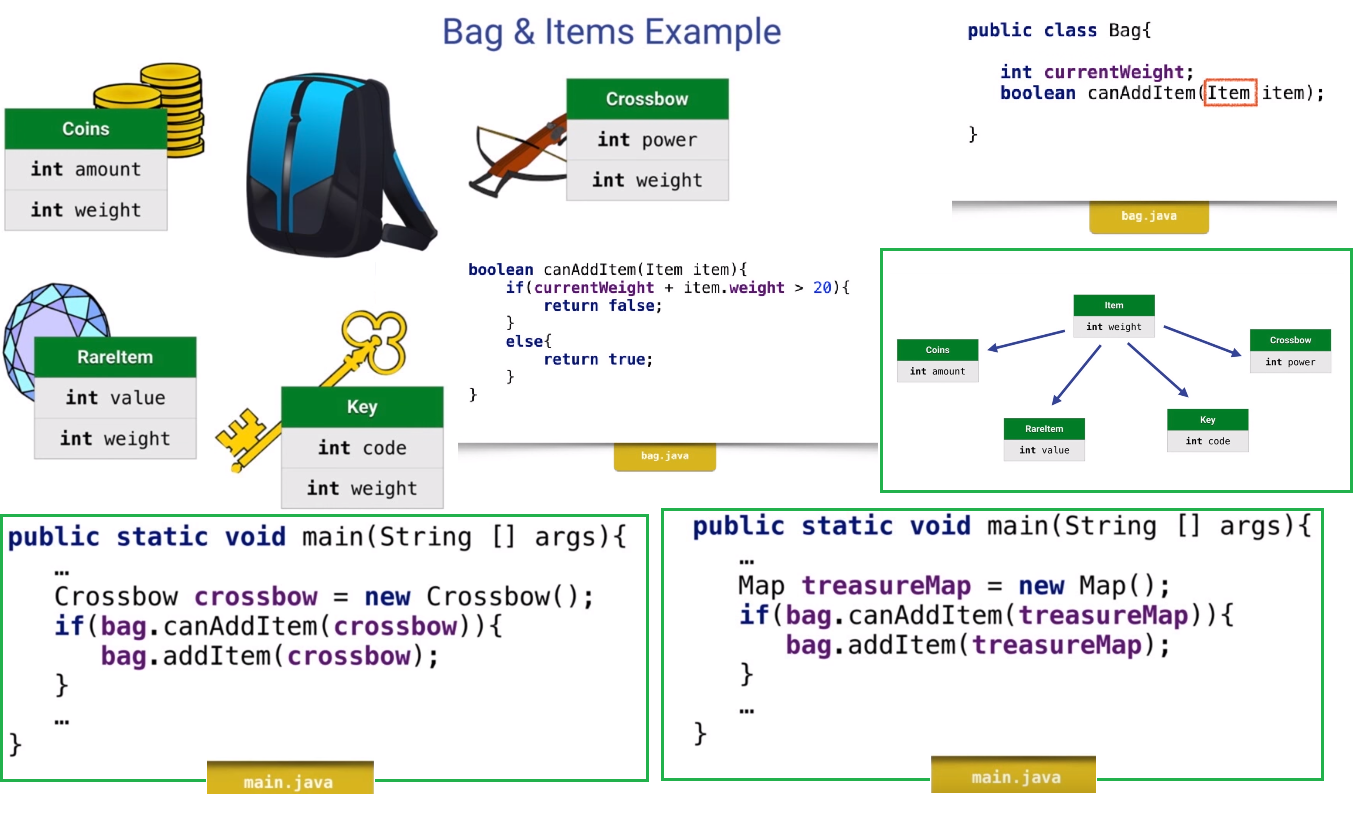 Bag & Items Example
Coins
int amount
int weight
Crossbow
int power
int weight
public class Bag{
int currentWeight;
boolean canAddItem(Item item);
}
bag.java
RareItem
int value
int weight
Key
int code
int weight
boolean canAddItem(Item item){
if(currentWeight + item.weight > 20){
return false;
}
else{
return true;
}
}
bag.java
Item
int weight
Coins
int amount
Crossbow
int power
RareItem
int value
Key
int code
public static void main(String [] args){
…
Crossbow crossbow = new Crossbow();
if(bag.canAddItem(crossbow)){
bag.addItem(crossbow);
}
…
}
main.java
public static void main(String [] args){
…
Map treasureMap = new Map();
if(bag.canAddItem(treasureMap)){
bag.addItem(treasureMap);
}
…
}
main.java